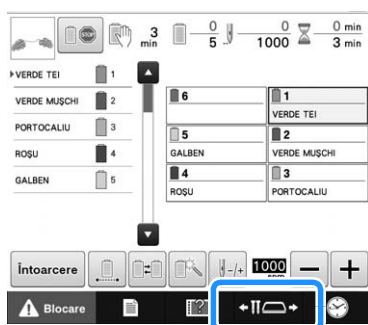 STOP
3 min
0 5
0 1000
0 min
3 min
VERDE TEI 1
VERDE MUŞCHI 2
PORTOCALIU 3
ROŞU 4
GALBEN 5
6
1
VERDE TEI
5
GALBEN
2
VERDE MUŞCHI
4
ROŞU
3
PORTOCALIU
Întoarcere
-/+
1000
spm
Blocare